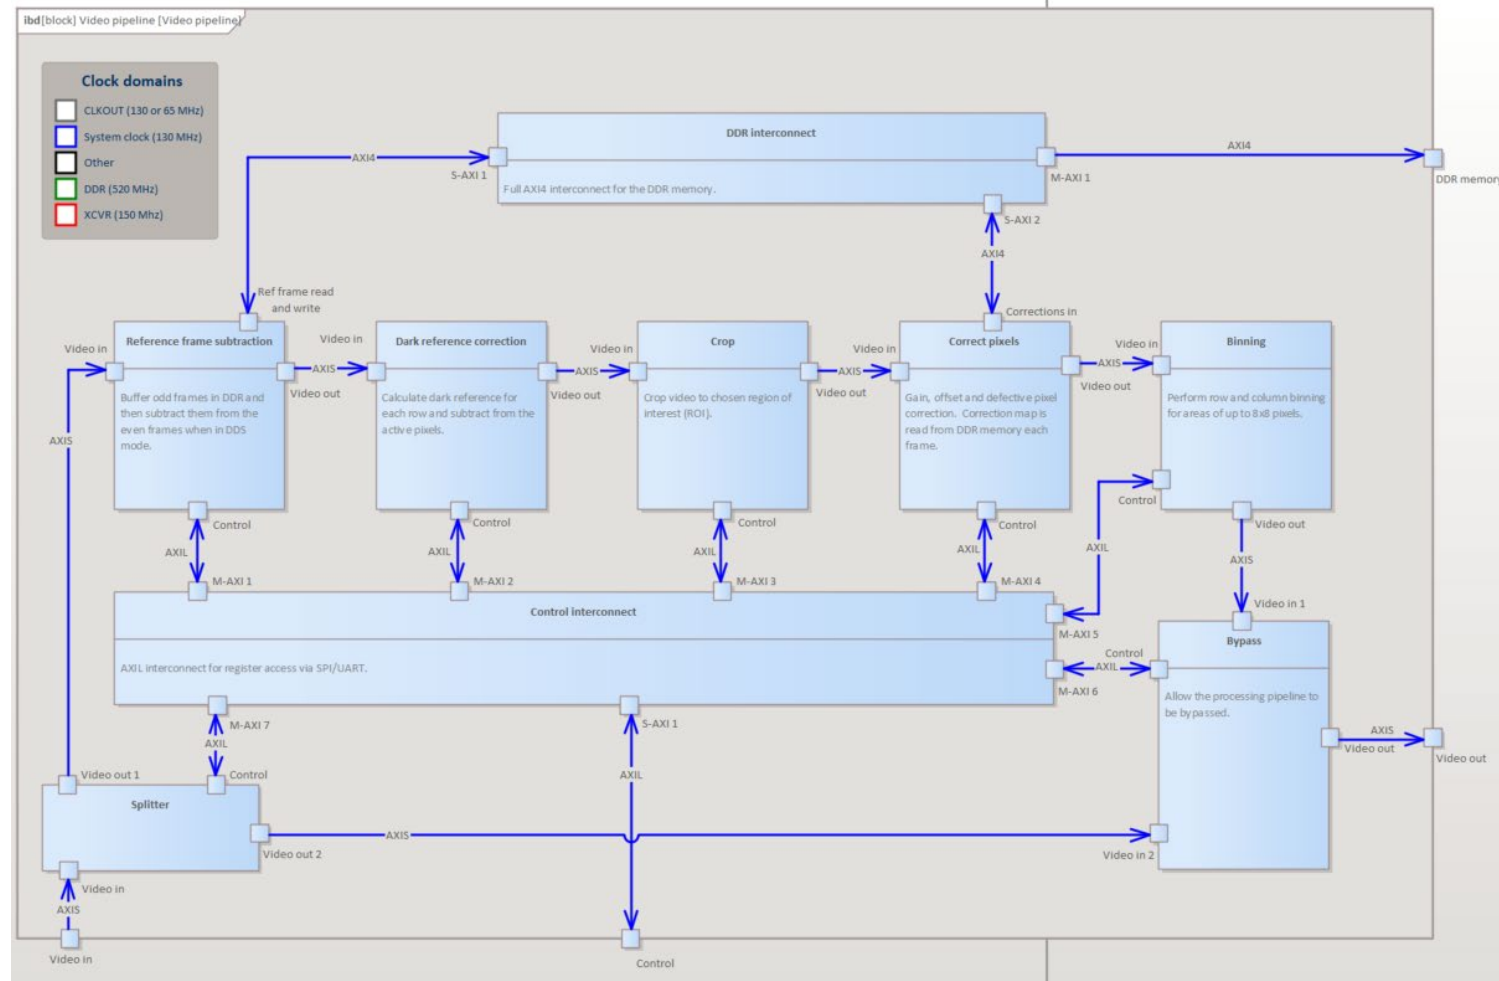 ibd [block] Video pipeline [Video pipeline]
Clock domains
CLKOUT (130 or 65 MHz)
System clock (130 MHz)
Other
DDR (520 MHz)
XCVR (150 Mhz)
DDR interconnect
Full AXI4 interconnect for the DDR memory.
AXI4
S-AXI 1
M-AXI 1
AXI4
DDR memory
S-AXI 2
AXI4
Ref frame read
and write
Corrections in
Video in
Reference frame subtraction
Buffer odd frames in DDR and
then subtract them from the
even frames when in DDS
mode.
AXIS
Video out
Video in
Dark reference correction
Calculate dark reference for
each row and subtract from the
active pixels.
AXIS
Video out
Video in
Crop
Crop video to chosen region of
interest (ROI).
AXIS
Video out
Video in
Correct pixels
Gain, offset and defective pixel
correction. Correction map is
read from DDR memory each
frame.
AXIS
Video out
Video in
Binning
Perform row and column binning
for areas of up to 8x8 pixels.
AXIS
Control
Control
Control
Control
Control
Video out
AXIL
AXIL
AXIL
AXIL
AXIL
AXIS
M-AXI 1
M-AXI 2
M-AXI 3
M-AXI 4
Video in 1
Control interconnect
AXIL interconnect for register access via SPI/UART.
M-AXI 5
Control
AXIL
M-AXI 6
Bypass
Allow the processing pipeline to
be bypassed.
M-AXI 7
S-AXI 1
AXIL
AXIL
AXIS
Video out
Video out
Video out 1
Control
Splitter
AXIS
Video out 2
Video in 2
Video in
AXIS
Video in
Control